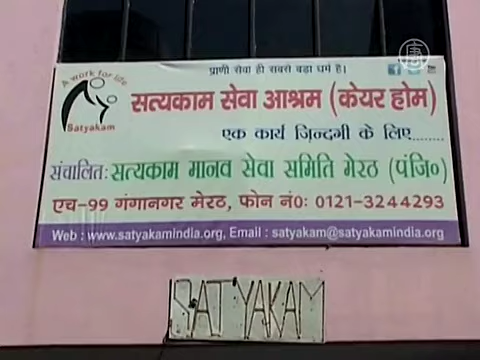 प्राणी सेवा ही सबसे बड़ा धर्म है।
A work for life
Satyakam
सत्यकाम सेवा आश्रम (केयर होम)
एक कार्य ज़िन्दगी के लिए........
संचालित: सत्यकाम मानव सेवा समिति मेरठ (पंजि०)
एच-99 गंगानगर मेरठ, फोन नं0: 0121-3244293
Web : www.satyakamindia.org, Email : satyakam@satyakamindia.org
SATYAKAM